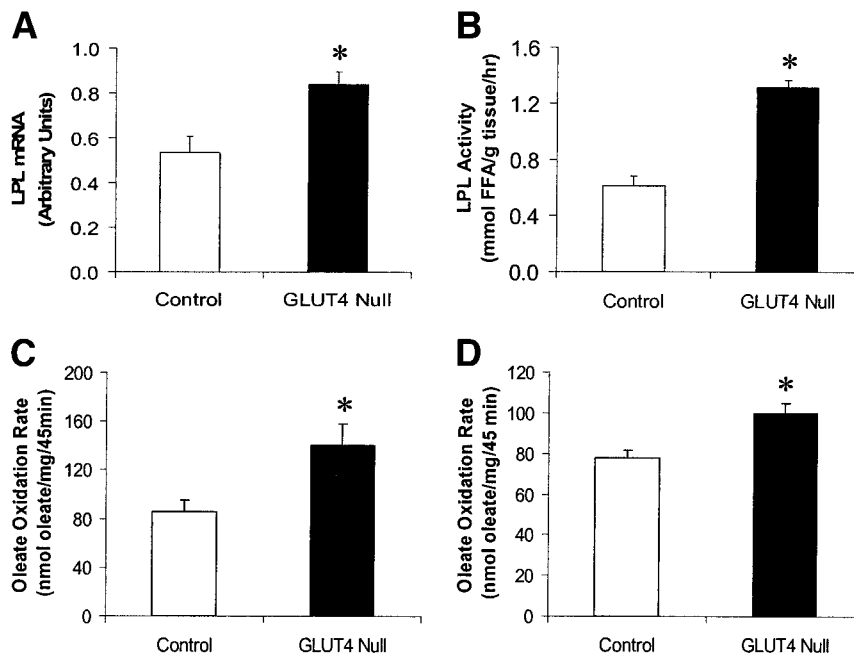 A
LPL mRNA
(Arbitrary Units)
1.0
0.8
0.6
0.4
0.2
0.0
*
Control
GLUT4 Null
B
LPL Activity
(mmol FFA/g tissue/hr)
1.6
1.2
0.8
0.4
0.0
*
Control
GLUT4 Null
C
Oleate Oxidation Rate
(nmol oleate/mg/45min)
200
160
120
80
40
0
*
Control
GLUT4 Null
D
Oleate Oxidation Rate
(nmol oleate/mg/45 min)
120
100
80
60
40
20
0
*
Control
GLUT4 Null